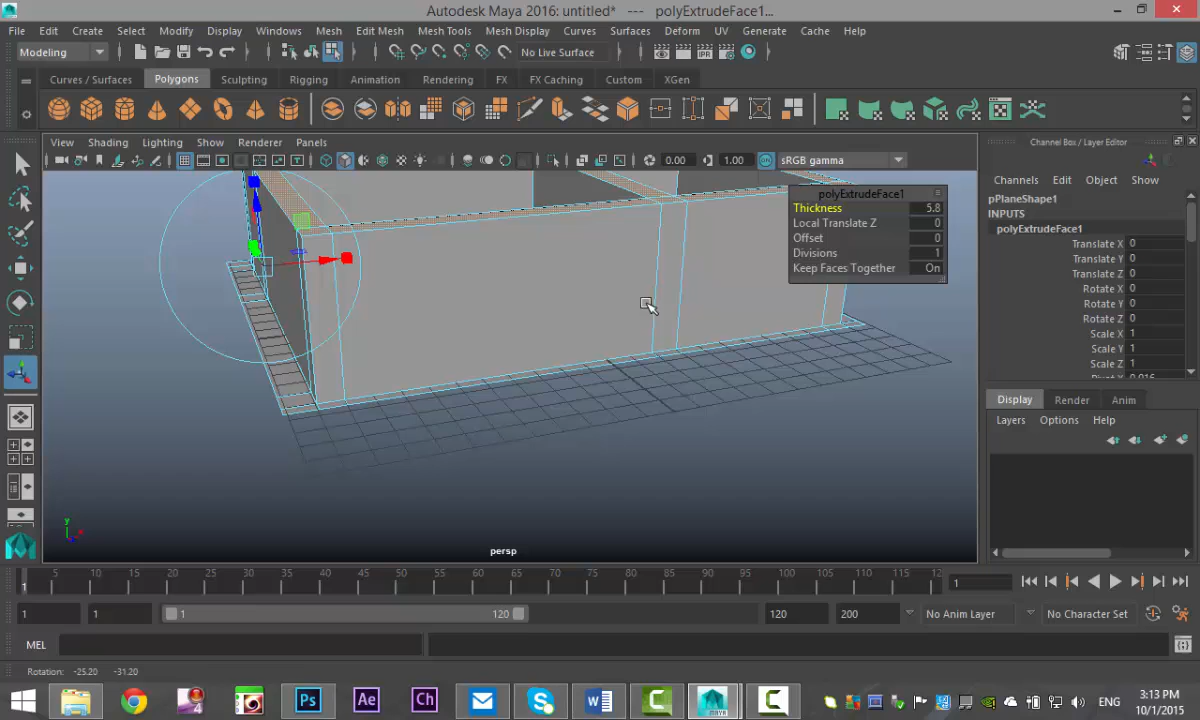 Autodesk Maya 2016: untitled* --- polyExtrudeFace1...
File Edit Create Select Modify Display Windows Mesh Edit Mesh Mesh Tools Mesh Display Curves Surfaces Deform UV Generate Cache Help
Modeling No Live Surface
Curves / Surfaces Polygons Sculpting Rigging Animation Rendering FX FX Caching Custom XGen
View Shading Lighting Show Renderer Panels
0.00 1.00 sRGB gamma
Channel Box / Layer Editor
Channels Edit Object Show
pPlaneShape1
INPUTS
polyExtrudeFace1
Translate X 0
Translate Y 0
Translate Z 0
Rotate X 0
Rotate Y 0
Rotate Z 0
Scale X 1
Scale Y 1
Scale Z 1
polyExtrudeFace1
Thickness 5.8
Local Translate Z 0
Offset 0
Divisions 1
Keep Faces Together On
Display Render Anim
Layers Options Help
y
persp
1 5 10 15 20 25 30 35 40 45 50 55 60 65 70 75 80 85 90 95 100 105 110 115 12 1
1 1 1 120 120 200 No Anim Layer No Character Set
MEL
Rotation: -25.20 -31.20
Ps Ae Ch ENG
3:13 PM
10/1/2015